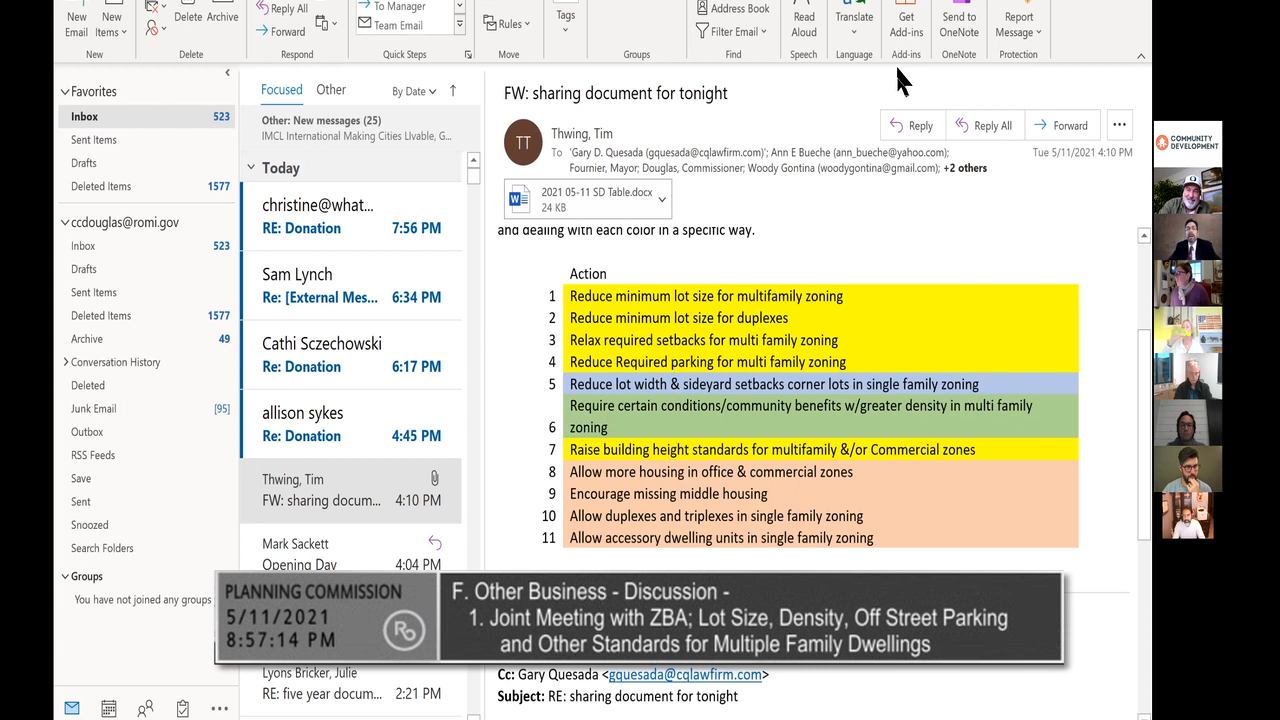 New
Email
New
Items
New
Delete
Archive
Delete
Reply All
Forward
Respond
To Manager
Team Email
Quick Steps
Rules
Move
Tags
Groups
Address Book
Filter Email
Find
Read
Aloud
Speech
Translate
Language
Get
Add-ins
Add-ins
Send to
OneNote
OneNote
Report
Message
Protection
Favorites
Inbox 523
Sent Items
Drafts
Deleted Items 1577
ccdouglas@romi.gov
Inbox 523
Drafts
Sent Items
Deleted Items 1577
Archive 49
Conversation History
Deleted
Junk Email [95]
Outbox
RSS Feeds
Save
Sent
Snoozed
Search Folders
Groups
You have not joined any groups
Focused Other By Date
Other: New messages (25)
IMCL International Making Cities LIvable, G...
Today
christine@what...
RE: Donation 7:56 PM
Sam Lynch
Re: [External Mes... 6:34 PM
Cathi Sczechowski
Re: Donation 6:17 PM
allison sykes
Re: Donation 4:45 PM
Thwing, Tim
FW: sharing docum... 4:10 PM
Mark Sackett
Opening Day 4:04 PM
Lyons Bricker, Julie
RE: five year docum... 2:21 PM
FW: sharing document for tonight
TT
Thwing, Tim
To 'Gary D. Quesada (gquesada@cqlawfirm.com)'; Ann E Bueche (ann_bueche@yahoo.com);
Fournier, Mayor; Douglas, Commissioner; Woody Gontina (woodygontina@gmail.com); +2 others
Reply
Reply All
Forward
Tue 5/11/2021 4:10 PM
2021 05-11 SD Table.docx
24 KB
and dealing with each color in a specific way.
Action
1 Reduce minimum lot size for multifamily zoning
2 Reduce minimum lot size for duplexes
3 Relax required setbacks for multi family zoning
4 Reduce Required parking for multi family zoning
5 Reduce lot width & sideyard setbacks corner lots in single family zoning
Require certain conditions/community benefits w/greater density in multi family
6 zoning
7 Raise building height standards for multifamily &/or Commercial zones
8 Allow more housing in office & commercial zones
9 Encourage missing middle housing
10 Allow duplexes and triplexes in single family zoning
11 Allow accessory dwelling units in single family zoning
Cc: Gary Quesada <gquesada@cqlawfirm.com>
Subject: RE: sharing document for tonight
PLANNING COMMISSION
5/11/2021
8:57:14 PM
Ro
F. Other Business - Discussion -
1. Joint Meeting with ZBA; Lot Size, Density, Off Street Parking
and Other Standards for Multiple Family Dwellings
COMMUNITY
DEVELOPMENT